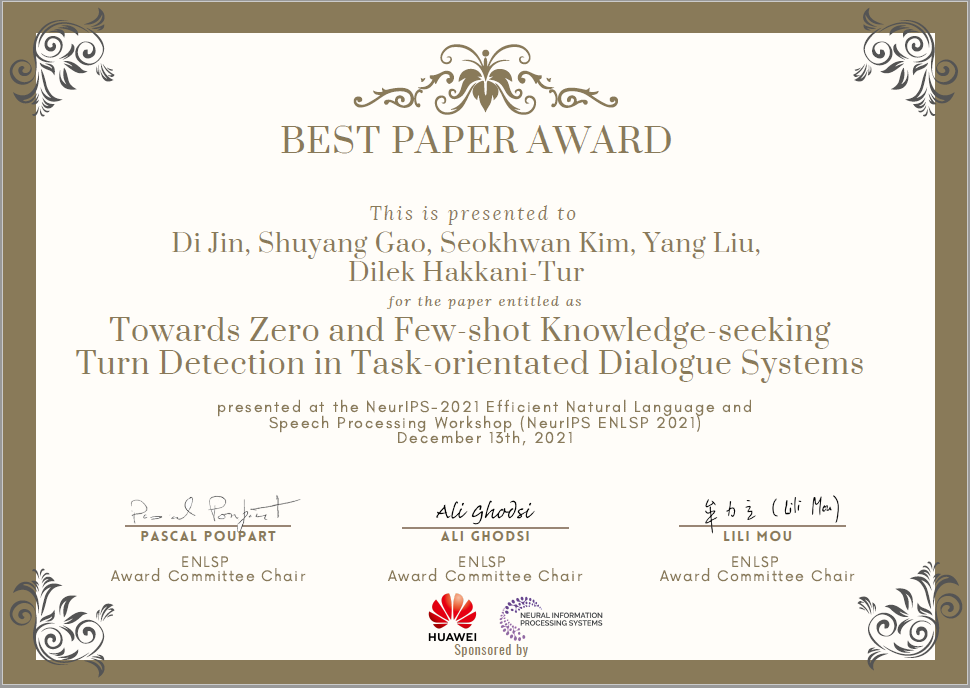 BEST PAPER AWARD
This is presented to
Di Jin, Shuyang Gao, Seokhwan Kim, Yang Liu,
Dilek Hakkani-Tur
for the paper entitled as
Towards Zero and Few-shot Knowledge-seeking
Turn Detection in Task-orientated Dialogue Systems
presented at the NeurIPS-2021 Efficient Natural Language and
Speech Processing Workshop (NeurIPS ENLSP 2021)
December 13th, 2021
Pascal Poupart
PASCAL POUPART
ENLSP
Award Committee Chair
Ali Ghodsi
ALI GHODSI
ENLSP
Award Committee Chair
牟力立 (Lili Mou)
LILI MOU
ENLSP
Award Committee Chair
HUAWEI
NEURAL INFORMATION
PROCESSING SYSTEMS
Sponsored by